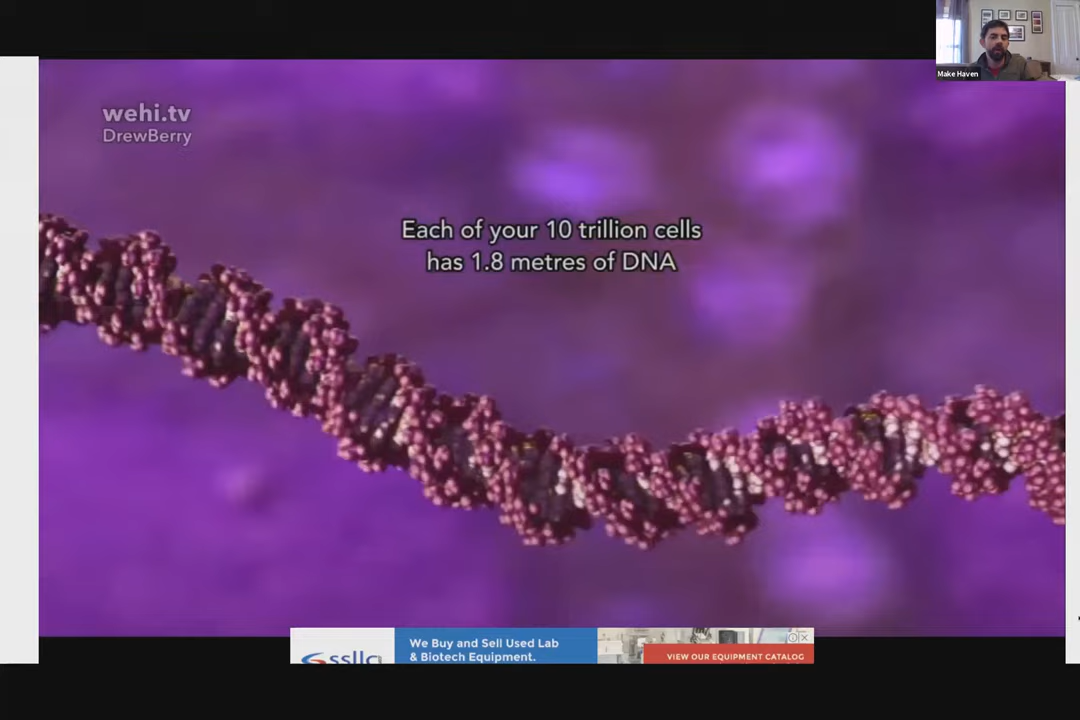 Make Haven
wehi.tv
DrewBerry
Each of your 10 trillion cells
has 1.8 metres of DNA
We Buy and Sell Used Lab
& Biotech Equipment.
ssllc
VIEW OUR EQUIPMENT CATALOG